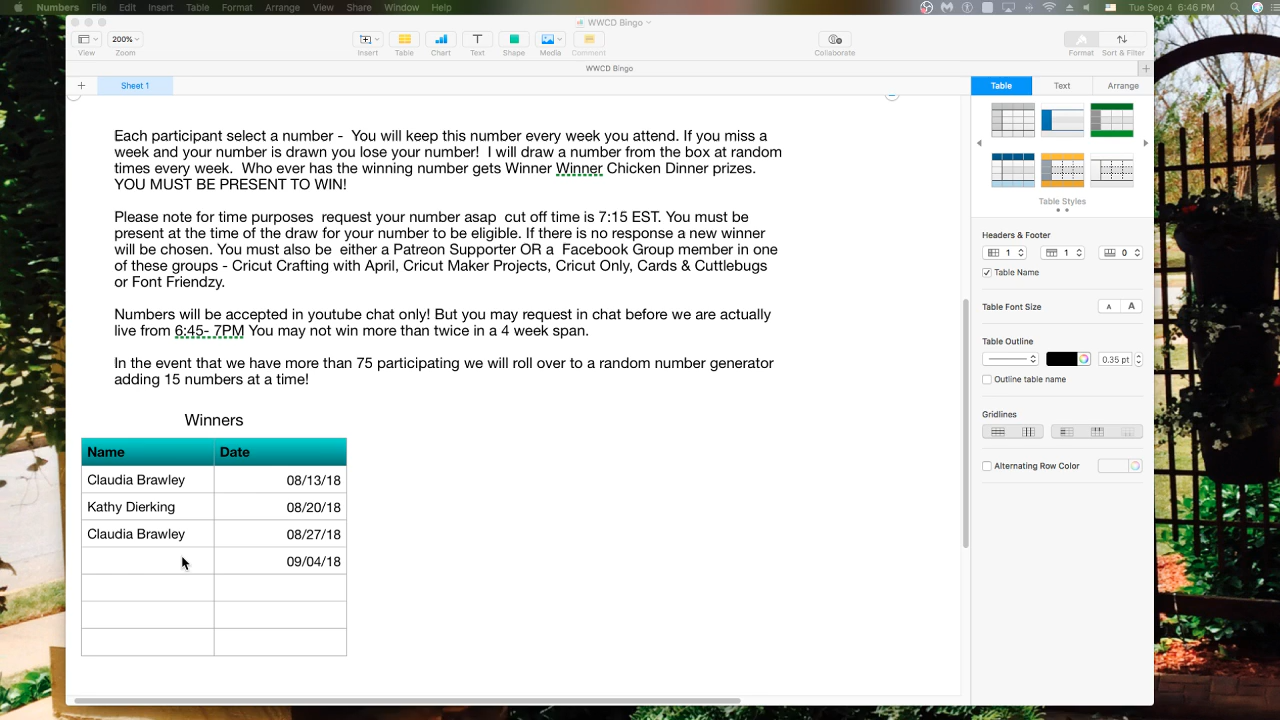 Numbers File Edit Insert Table Format Arrange View Share Window Help
Tue Sep 4 6:46 PM
WWCD Bingo
200%
View Zoom Insert Table Chart Text Shape Media Comment Collaborate Format Sort & Filter
WWCD Bingo
Sheet 1
Table Text Arrange
Each participant select a number - You will keep this number every week you attend. If you miss a
week and your number is drawn you lose your number! I will draw a number from the box at random
times every week. Who ever has the winning number gets Winner Winner Chicken Dinner prizes.
YOU MUST BE PRESENT TO WIN!
Please note for time purposes request your number asap cut off time is 7:15 EST. You must be
present at the time of the draw for your number to be eligible. If there is no response a new winner
will be chosen. You must also be either a Patreon Supporter OR a Facebook Group member in one
of these groups - Cricut Crafting with April, Cricut Maker Projects, Cricut Only, Cards & Cuttlebugs
or Font Friendzy.
Numbers will be accepted in youtube chat only! But you may request in chat before we are actually
live from 6:45- 7PM You may not win more than twice in a 4 week span.
In the event that we have more than 75 participating we will roll over to a random number generator
adding 15 numbers at a time!
Winners
Name Date
Claudia Brawley 08/13/18
Kathy Dierking 08/20/18
Claudia Brawley 08/27/18
09/04/18
Table Styles
Headers & Footer
1 1 0
Table Name
Table Font Size A A
Table Outline
0.35 pt
Outline table name
Gridlines
Alternating Row Color